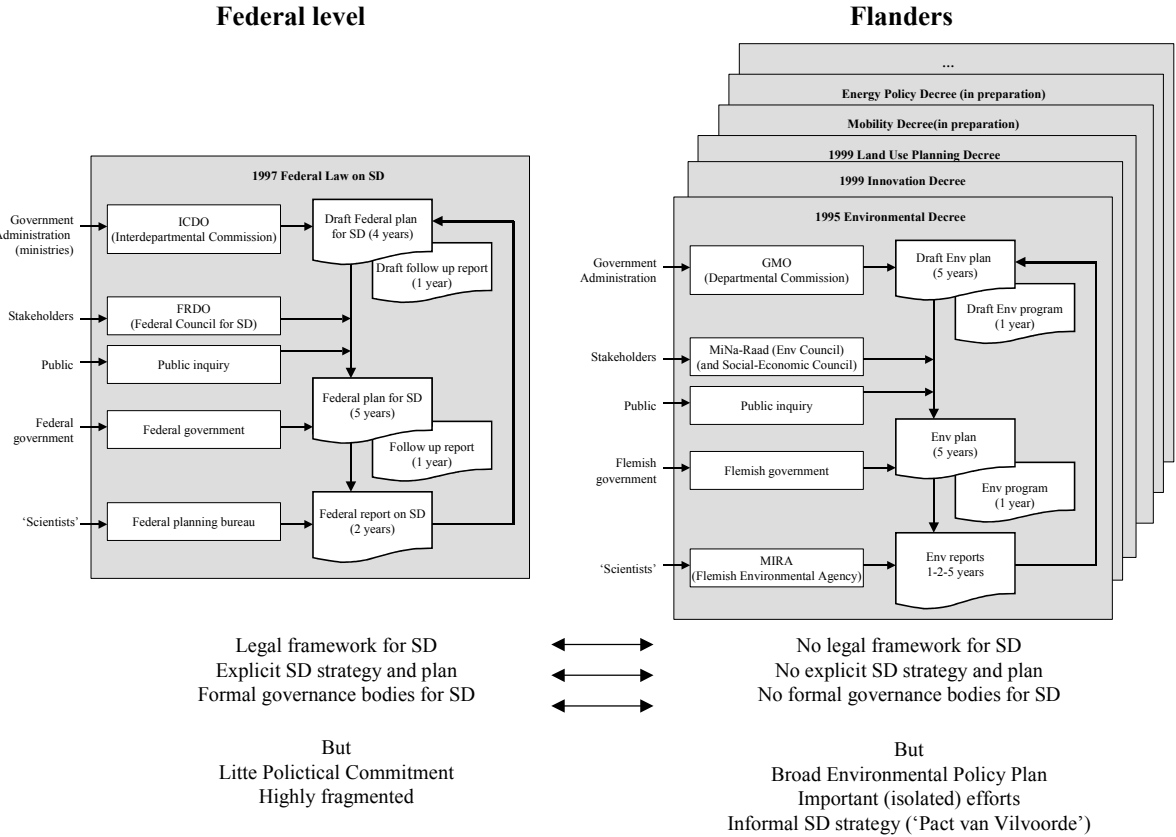 Federal level
1997 Federal Law on SD
Government
Administration
(ministries)
ICDO
(Interdepartmental Commission)
Draft Federal plan
for SD (4 years)
Draft follow up report
(1 year)
Stakeholders
FRDO
(Federal Council for SD)
Public
Public inquiry
Federal plan for SD
(5 years)
Federal
government
Federal government
Follow up report
(1 year)
‘Scientists’
Federal planning bureau
Federal report on SD
(2 years)
Flanders
…
Energy Policy Decree (in preparation)
Mobility Decree(in preparation)
1999 Land Use Planning Decree
1999 Innovation Decree
1995 Environmental Decree
Government
Administration
GMO
(Departmental Commission)
Draft Env plan
(5 years)
Draft Env program
(1 year)
Stakeholders
MiNa-Raad (Env Council)
(and Social-Economic Council)
Public
Public inquiry
Env plan
(5 years)
Flemish
government
Flemish government
Env program
(1 year)
‘Scientists’
MIRA
(Flemish Environmental Agency)
Env reports
1-2-5 years
Legal framework for SD
Explicit SD strategy and plan
Formal governance bodies for SD
But
Litte Polictical Commitment
Highly fragmented
No legal framework for SD
No explicit SD strategy and plan
No formal governance bodies for SD
But
Broad Environmental Policy Plan
Important (isolated) efforts
Informal SD strategy (‘Pact van Vilvoorde’)